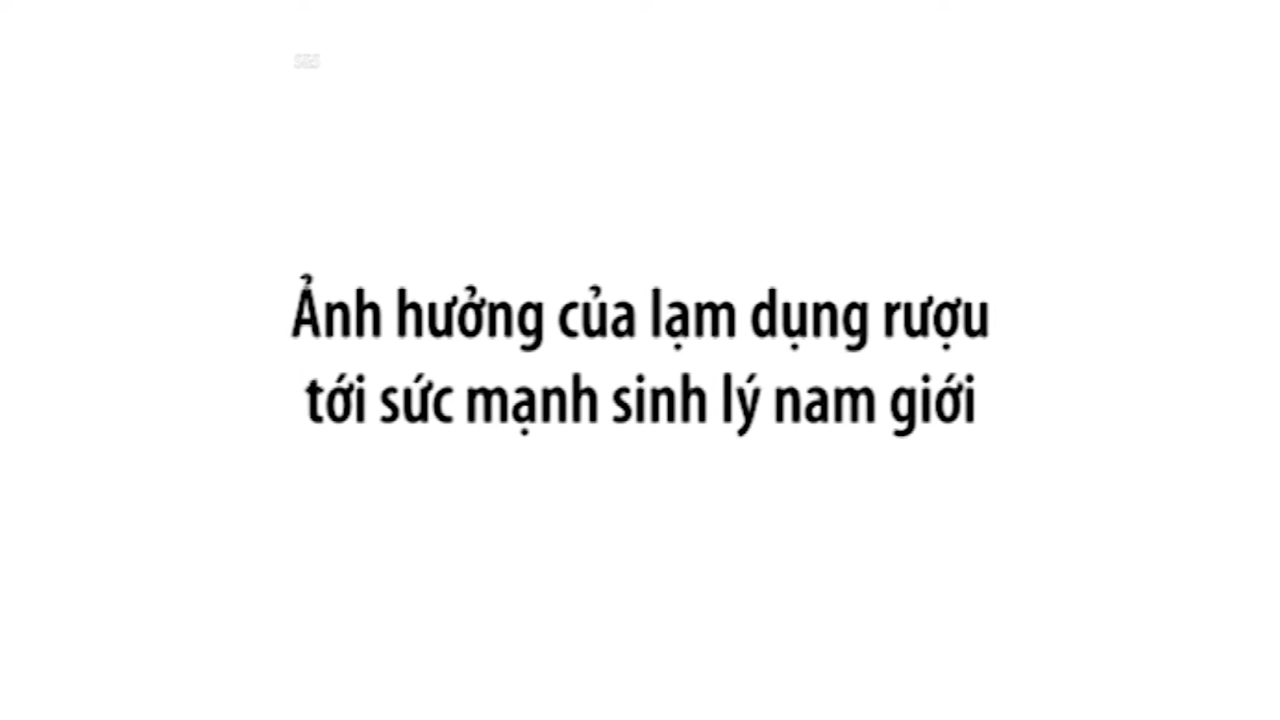 Ảnh hưởng của lạm dụng rượu
tới sức mạnh sinh lý nam giới